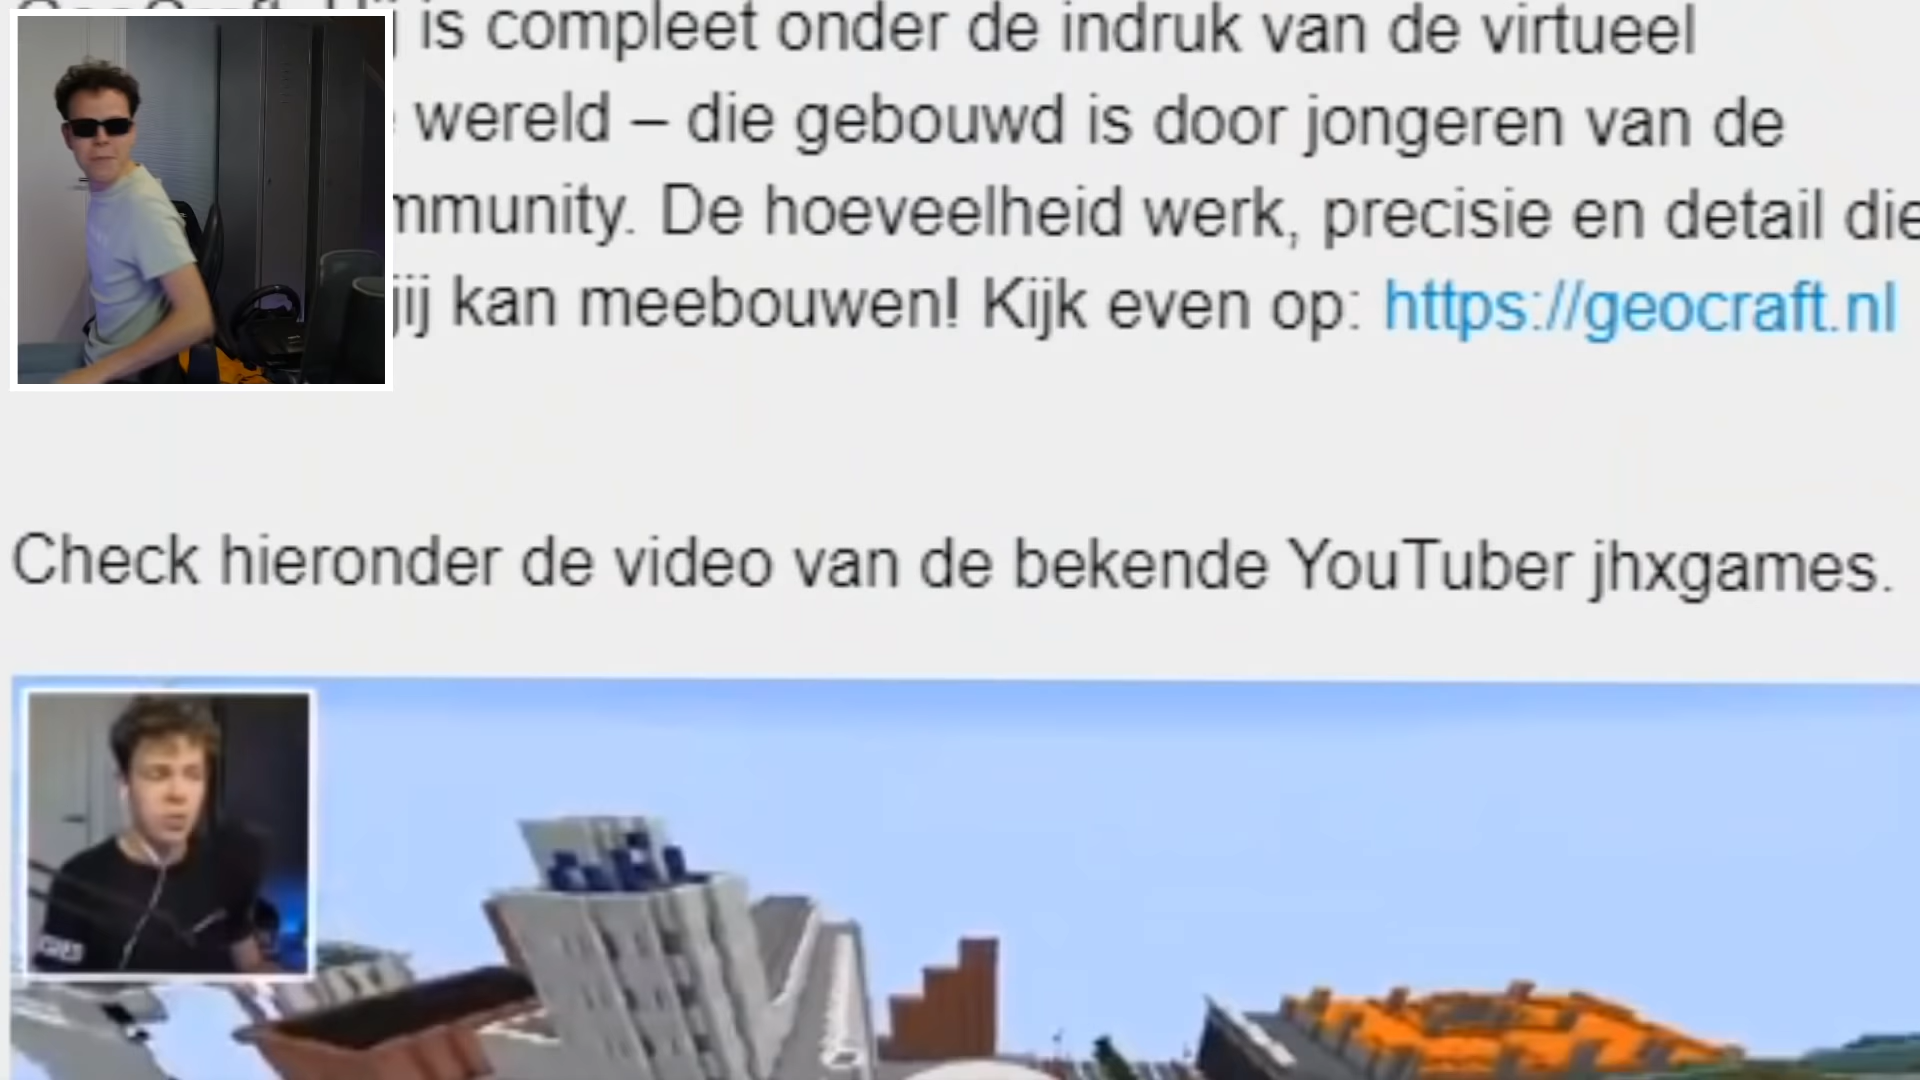 is compleet onder de indruk van de virtueel
wereld – die gebouwd is door jongeren van de
mmunity. De hoeveelheid werk, precisie en detail die
jij kan meebouwen! Kijk even op: https://geocraft.nl
Check hieronder de video van de bekende YouTuber jhxgames.